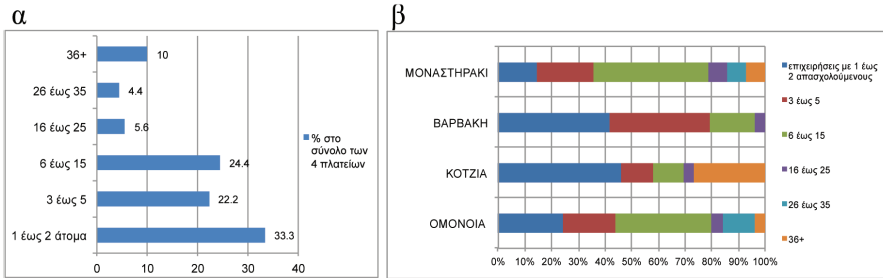 α
36+
10
26 έως 35
4.4
16 έως 25
5.6
6 έως 15
24.4
3 έως 5
22.2
1 έως 2 άτομα
33.3
0 10 20 30 40
% στο
σύνολο των
4 πλατείων
β
ΜΟΝΑΣΤΗΡΑΚΙ
ΒΑΡΒΑΚΗ
ΚΟΤΖΙΑ
ΟΜΟΝΟΙΑ
0% 10% 20% 30% 40% 50% 60% 70% 80% 90% 100%
επιχειρήσεις με 1 έως
2 απασχολούμενους
3 έως 5
6 έως 15
16 έως 25
26 έως 35
36+